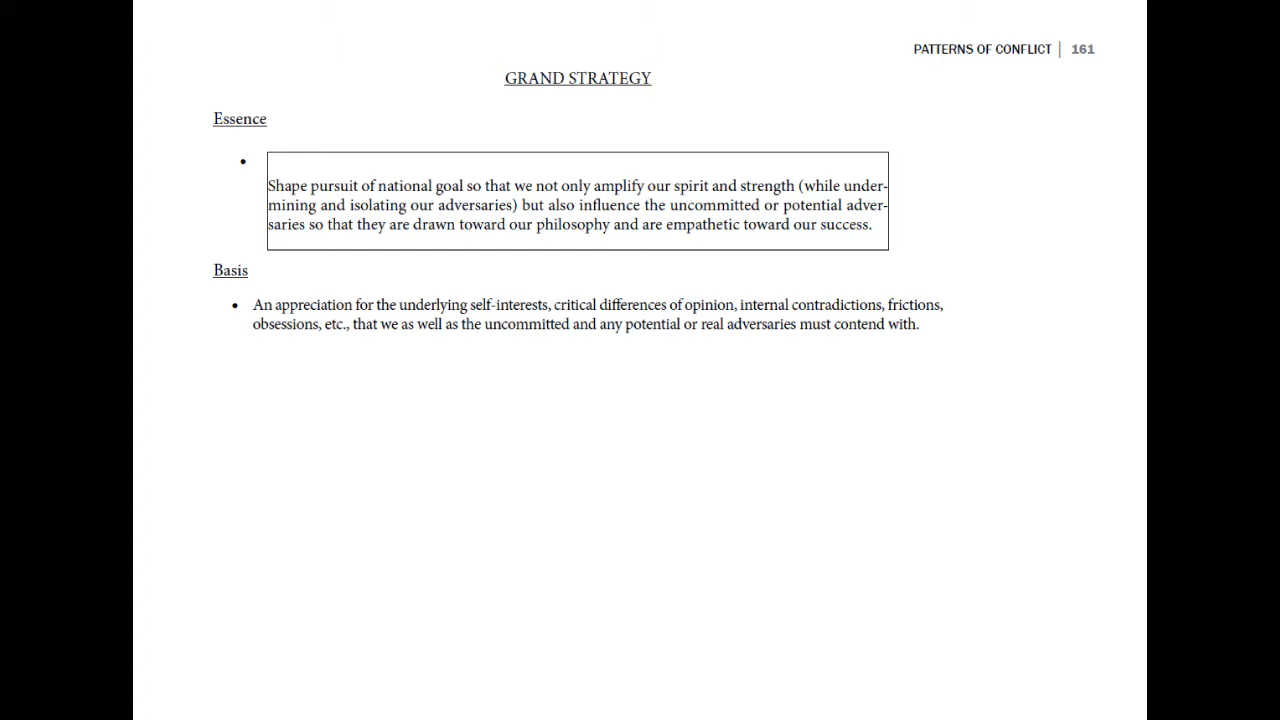 PATTERNS OF CONFLICT | 161
GRAND STRATEGY
Essence
• Shape pursuit of national goal so that we not only amplify our spirit and strength (while under-
mining and isolating our adversaries) but also influence the uncommitted or potential adver-
saries so that they are drawn toward our philosophy and are empathetic toward our success.
Basis
• An appreciation for the underlying self-interests, critical differences of opinion, internal contradictions, frictions,
obsessions, etc., that we as well as the uncommitted and any potential or real adversaries must contend with.